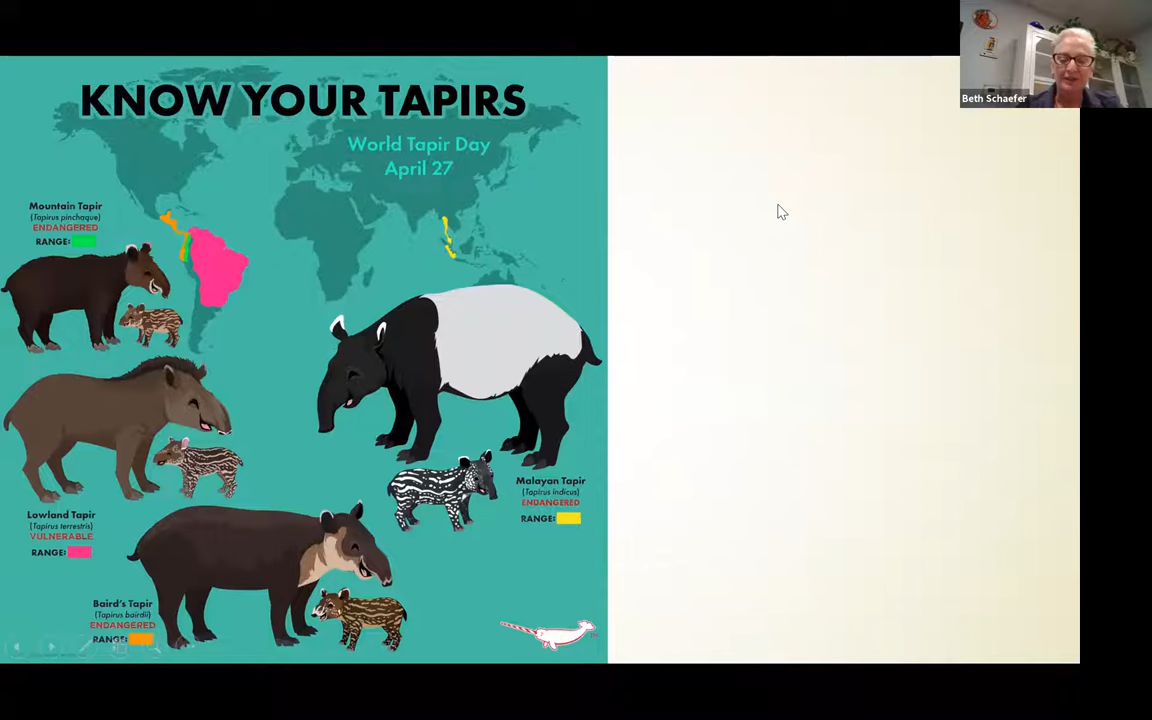 KNOW YOUR TAPIRS
World Tapir Day
April 27
Mountain Tapir
(Tapirus pinchaque)
ENDANGERED
RANGE:
Lowland Tapir
(Tapirus terrestris)
VULNERABLE
RANGE:
Baird's Tapir
(Tapirus bairdii)
ENDANGERED
RANGE:
Malayan Tapir
(Tapirus indicus)
ENDANGERED
RANGE:
Beth Schaefer